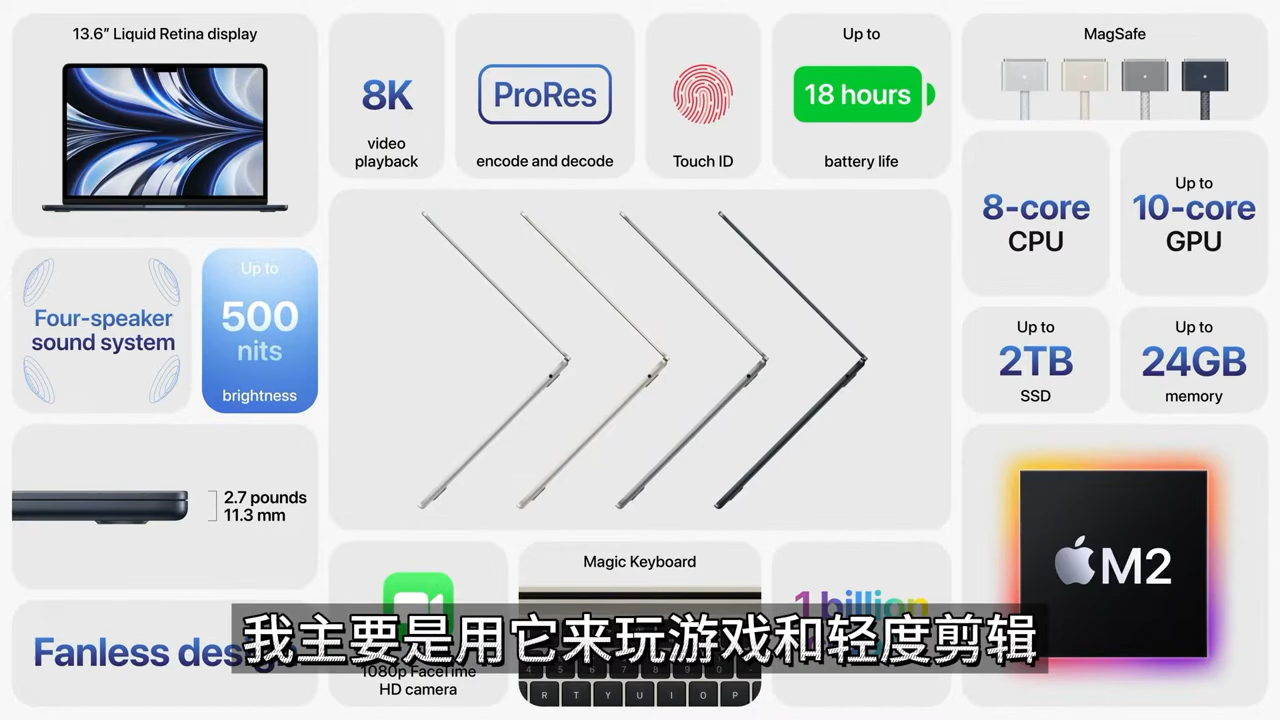 13.6″ Liquid Retina display
8K
video
playback
ProRes
encode and decode
Touch ID
Up to
18 hours
battery life
MagSafe
8-core
CPU
Up to
10-core
GPU
Four-speaker
sound system
Up to
500
nits
brightness
Up to
2TB
SSD
Up to
24GB
memory
2.7 pounds
11.3 mm
M2
Fanless
1080p FaceTime
HD camera
Magic Keyboard
R T Y U I O P
1 billion
我主要是用它来玩游戏和轻度剪辑